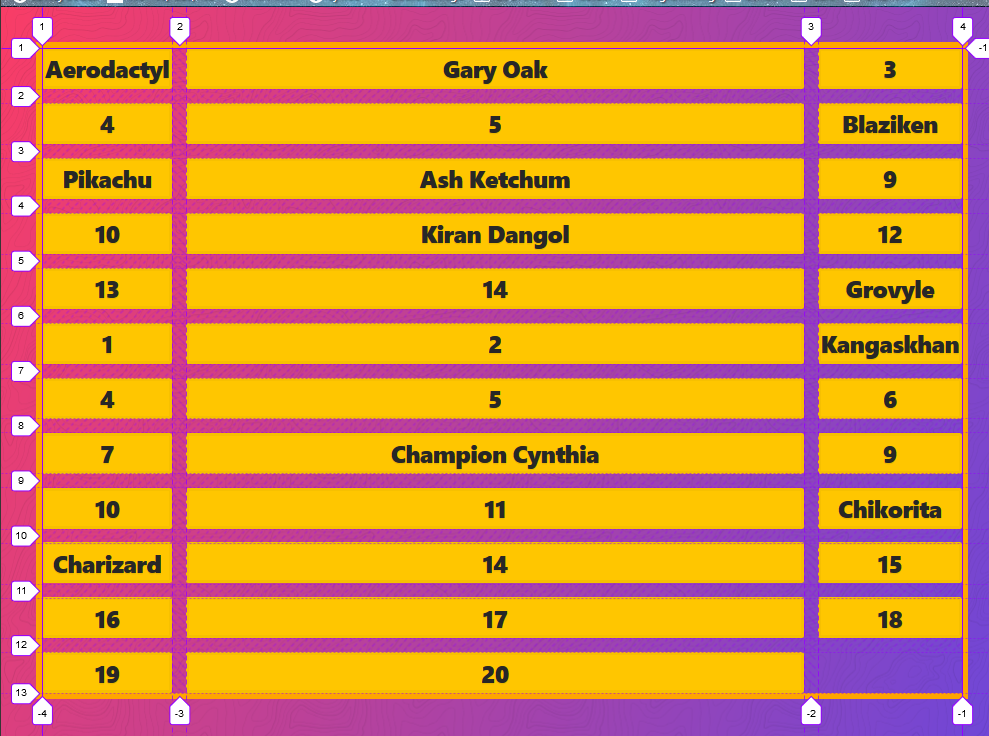 1 2 3 4
1 -1
Aerodactyl Gary Oak 3
2
4 5 Blaziken
3
Pikachu Ash Ketchum 9
4
10 Kiran Dangol 12
5
13 14 Grovyle
6
1 2 Kangaskhan
7
4 5 6
8
7 Champion Cynthia 9
9
10 11 Chikorita
10
Charizard 14 15
11
16 17 18
12
19 20
13
-4 -3 -2 -1